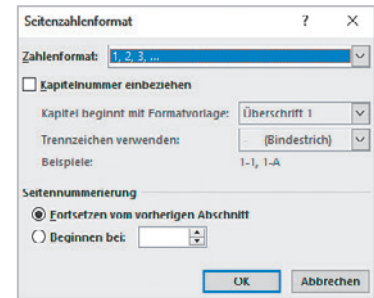 Seitenzahlenformat ? ×
Zahlenformat: 1, 2, 3, ...
Kapitelnummer einbeziehen
Kapitel beginnt mit Formatvorlage: Überschrift 1
Trennzeichen verwenden: - (Bindestrich)
Beispiele: 1-1, 1-A
Seitennummerierung
Fortsetzen vom vorherigen Abschnitt
Beginnen bei:
OK Abbrechen